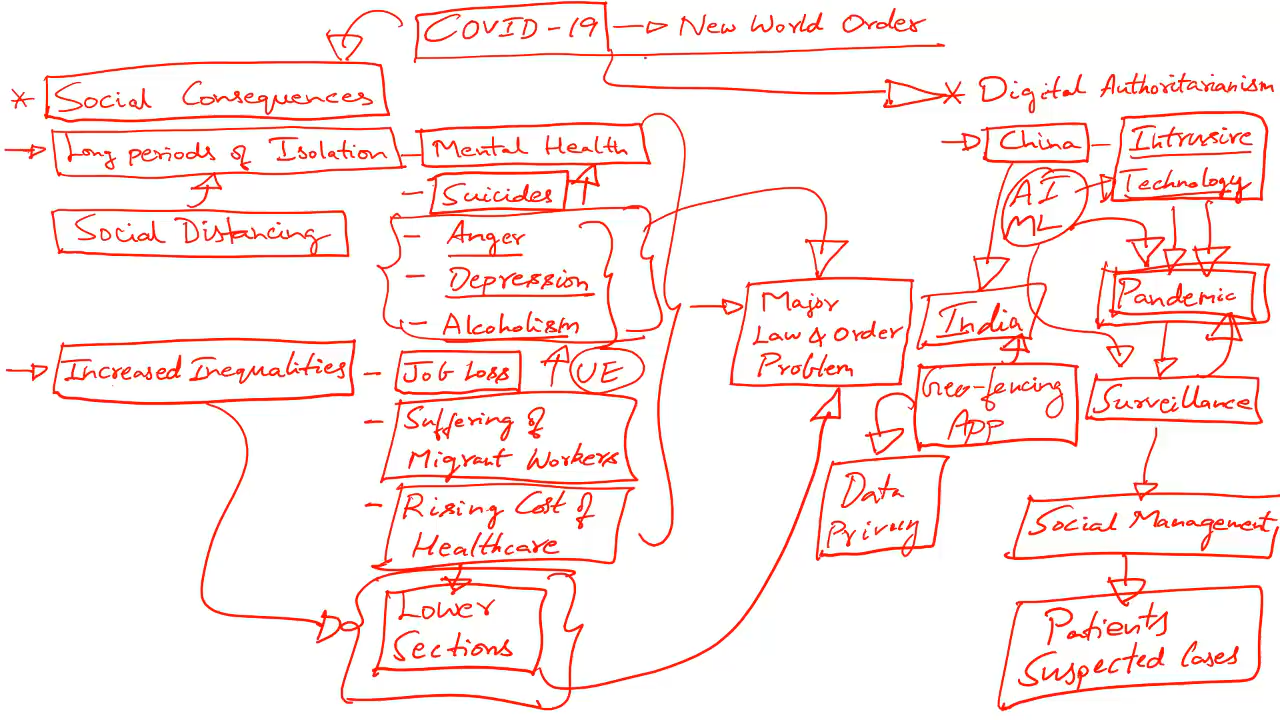 COVID-19 → New World Order
* Social Consequences
* Digital Authoritarianism
→ Long periods of Isolation - Mental Health
- Suicides
Social Distancing
- Anger
- Depression
- Alcoholism
→ Increased Inequalities - Job Loss
UE
- Suffering of
Migrant Workers
- Rising Cost of
Healthcare
Lower
Sections
Major
Law & Order
Problem
→ China - Intrusive
Technology
AI
ML
India
Pandemic
Geo-fencing
APP
Surveillance
Data
Privacy
Social Management
Patients
Suspected Cases